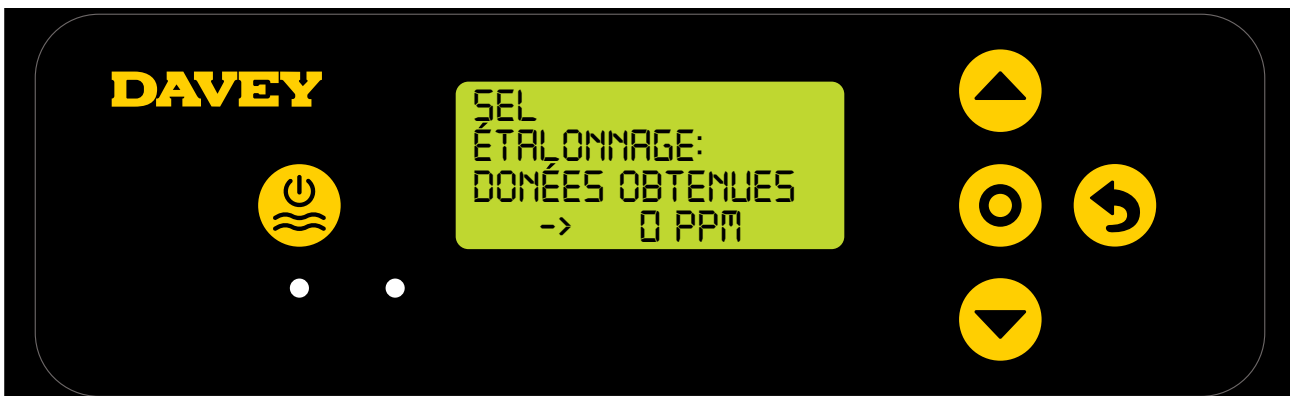 DAVEY
SEL
ÉTALONNAGE:
DONÉES OBTENUES
-> 0 PPM